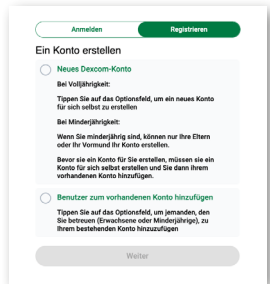 Anmelden
Registrieren
Ein Konto erstellen
Neues Dexcom-Konto
Bei Volljährigkeit:
Tippen Sie auf das Optionsfeld, um ein neues Konto
für sich selbst zu erstellen
Bei Minderjährigkeit:
Wenn Sie minderjährig sind, können nur Ihre Eltern
oder Ihr Vormund Ihr Konto erstellen.
Bevor sie ein Konto für Sie erstellen, müssen sie ein
Konto für sich selbst erstellen und Sie dann ihrem
vorhandenen Konto hinzufügen.
Benutzer zum vorhandenen Konto hinzufügen
Tippen Sie auf das Optionsfeld, um jemanden, den
Sie betreuen (Erwachsene oder Minderjährige), zu
Ihrem bestehenden Konto hinzuzufügen
Weiter